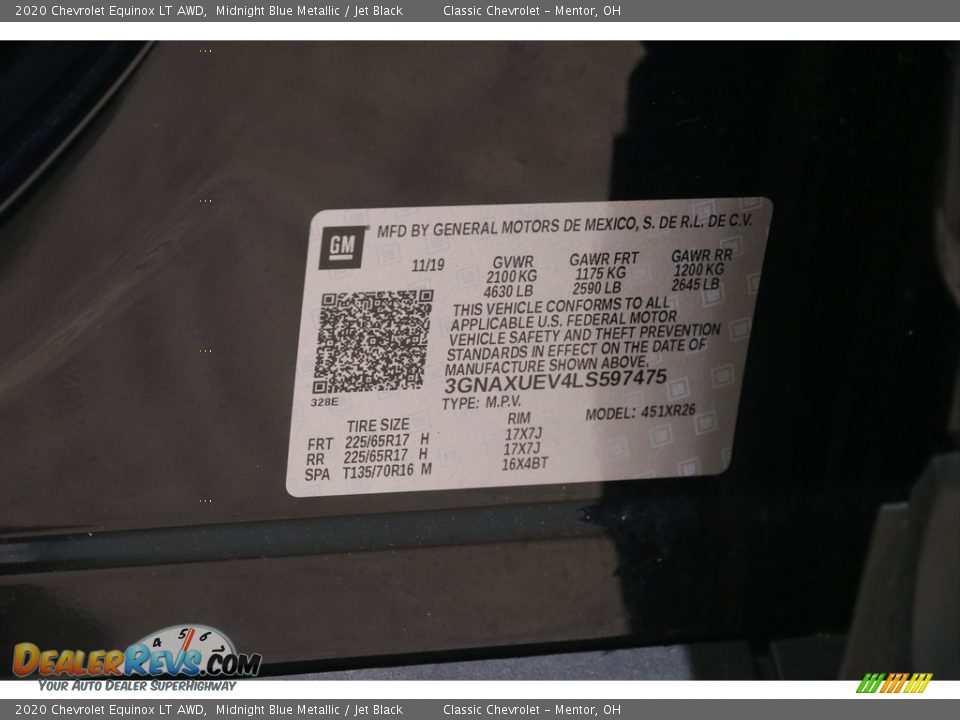 2020 Chevrolet Equinox LT AWD, Midnight Blue Metallic / Jet Black Classic Chevrolet - Mentor, OH
GM MFD BY GENERAL MOTORS DE MEXICO, S. DE R.L. DE C.V.
11/19 GVWR GAWR FRT GAWR RR
2100 KG 1175 KG 1200 KG
4630 LB 2590 LB 2645 LB
THIS VEHICLE CONFORMS TO ALL
APPLICABLE U.S. FEDERAL MOTOR
VEHICLE SAFETY AND THEFT PREVENTION
STANDARDS IN EFFECT ON THE DATE OF
MANUFACTURE SHOWN ABOVE.
3GNAXUEV4LS597475
328E
TYPE: M.P.V. MODEL: 451XR26
TIRE SIZE RIM
FRT 225/65R17 H 17X7J
RR 225/65R17 H 17X7J
SPA T135/70R16 M 16X4BT
4 5 6 7
DEALERREVS.COM
YOUR AUTO DEALER SUPERHIGHWAY
2020 Chevrolet Equinox LT AWD, Midnight Blue Metallic / Jet Black Classic Chevrolet - Mentor, OH